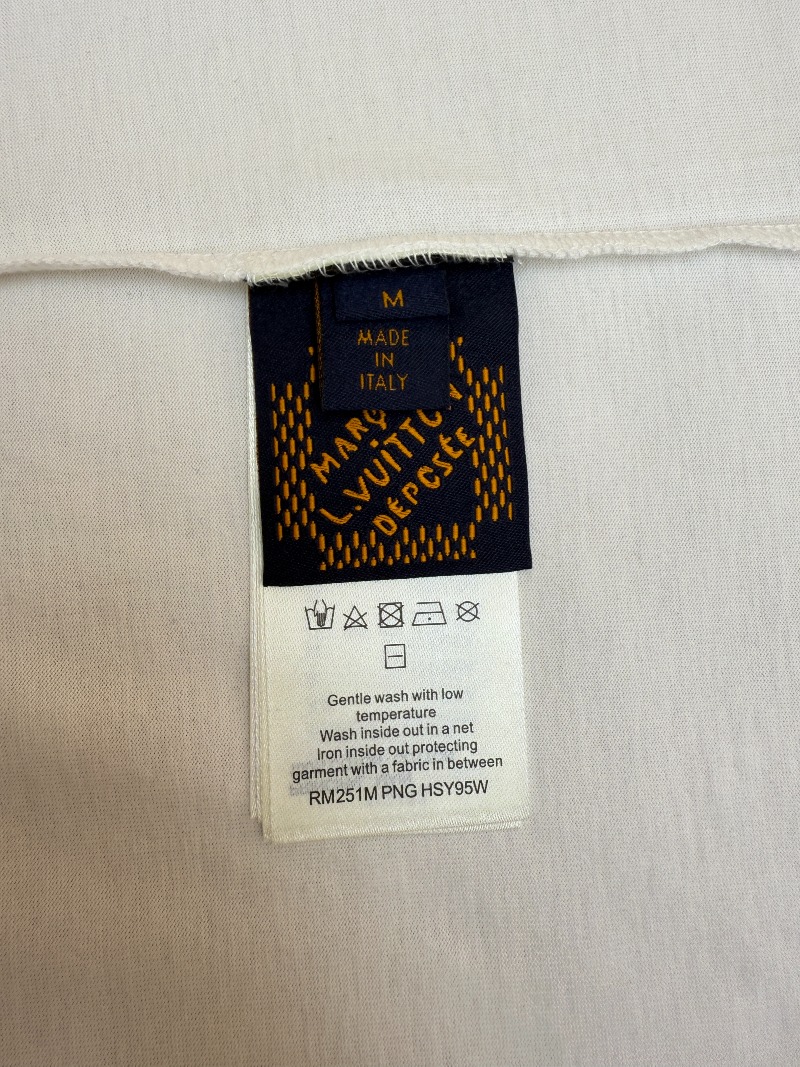 M
MADE
IN
ITALY
L.VUITTON
DÉPOSÉE
Gentle wash with low
temperature
Wash inside out in a net
Iron inside out protecting
garment with a fabric in between
RM251M PNG HSY95W